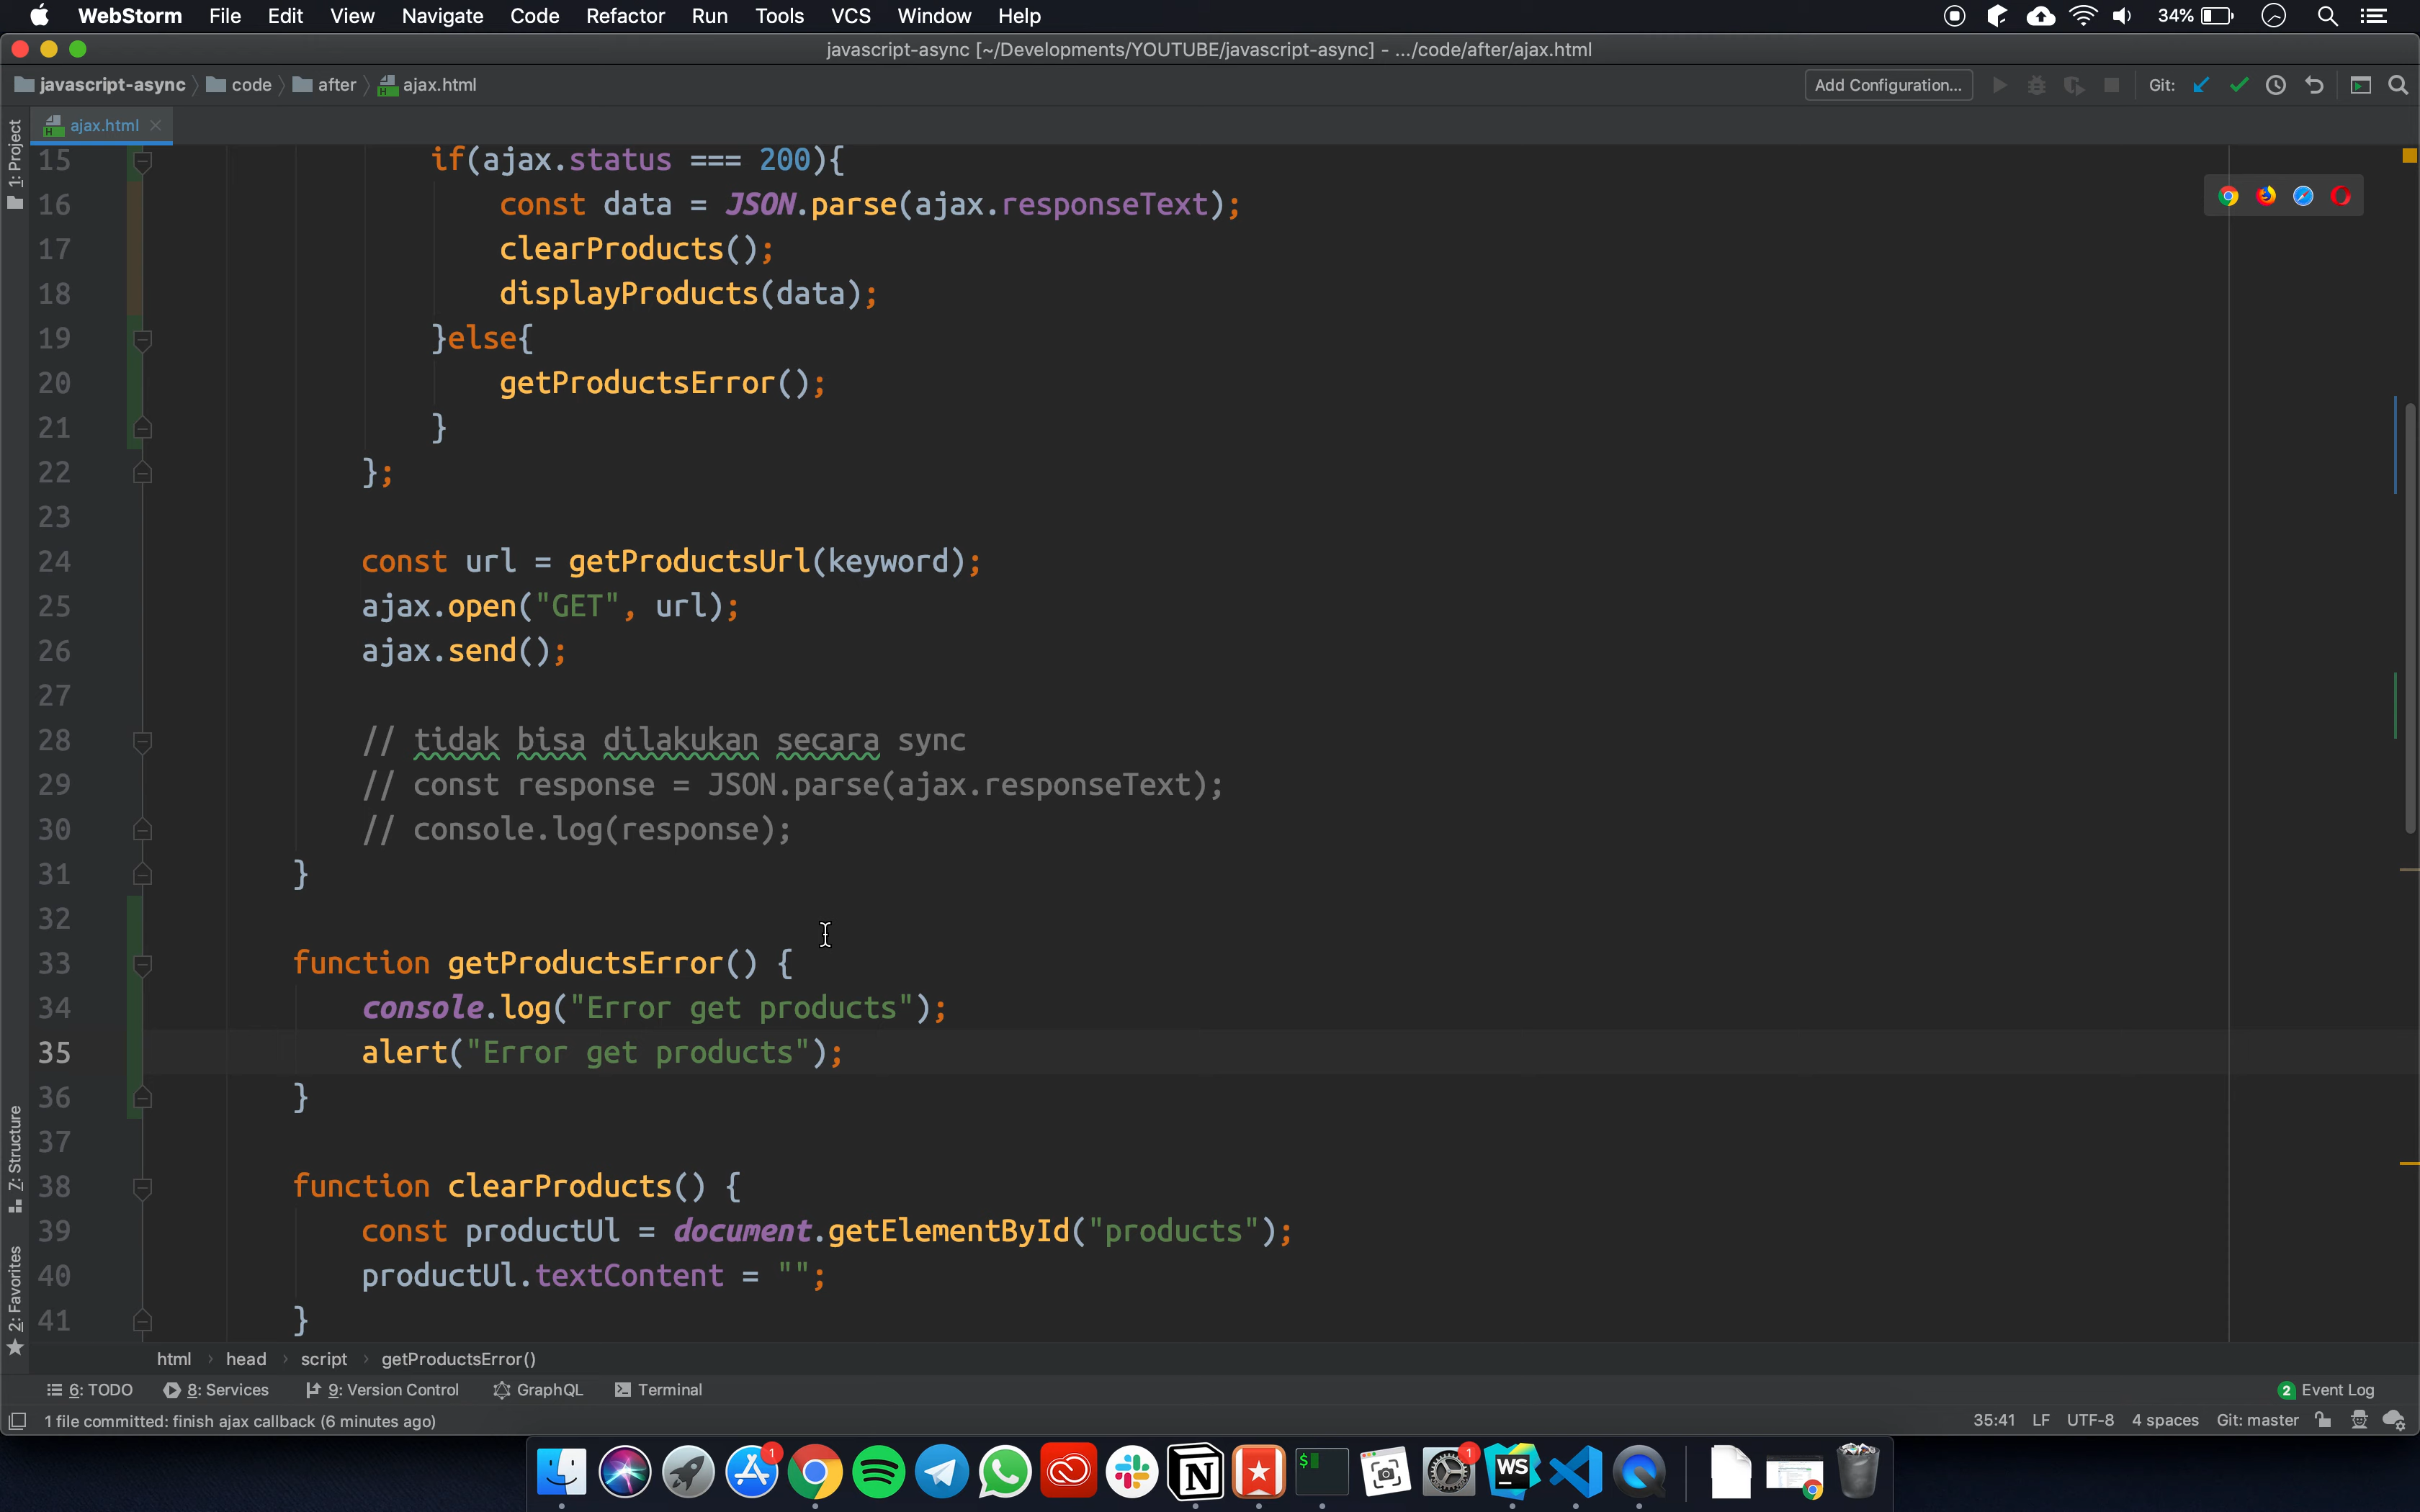 WebStorm File Edit View Navigate Code Refactor Run Tools VCS Window Help 34%
javascript-async [~/Developments/YOUTUBE/javascript-async] - .../code/after/ajax.html
javascript-async code after ajax.html Add Configuration... Git:
ajax.html
1: Project
7: Structure
2: Favorites
15 if(ajax.status === 200){
16 const data = JSON.parse(ajax.responseText);
17 clearProducts();
18 displayProducts(data);
19 }else{
20 getProductsError();
21 }
22 };
23
24 const url = getProductsUrl(keyword);
25 ajax.open("GET", url);
26 ajax.send();
27
28 // tidak bisa dilakukan secara sync
29 // const response = JSON.parse(ajax.responseText);
30 // console.log(response);
31 }
32
33 function getProductsError() {
34 console.log("Error get products");
35 alert("Error get products");
36 }
37
38 function clearProducts() {
39 const productUl = document.getElementById("products");
40 productUl.textContent = "";
41 }
html head script getProductsError()
6: TODO 8: Services 9: Version Control GraphQL Terminal 2 Event Log
1 file committed: finish ajax callback (6 minutes ago) 35:41 LF UTF-8 4 spaces Git: master
1 N $ 1 WS